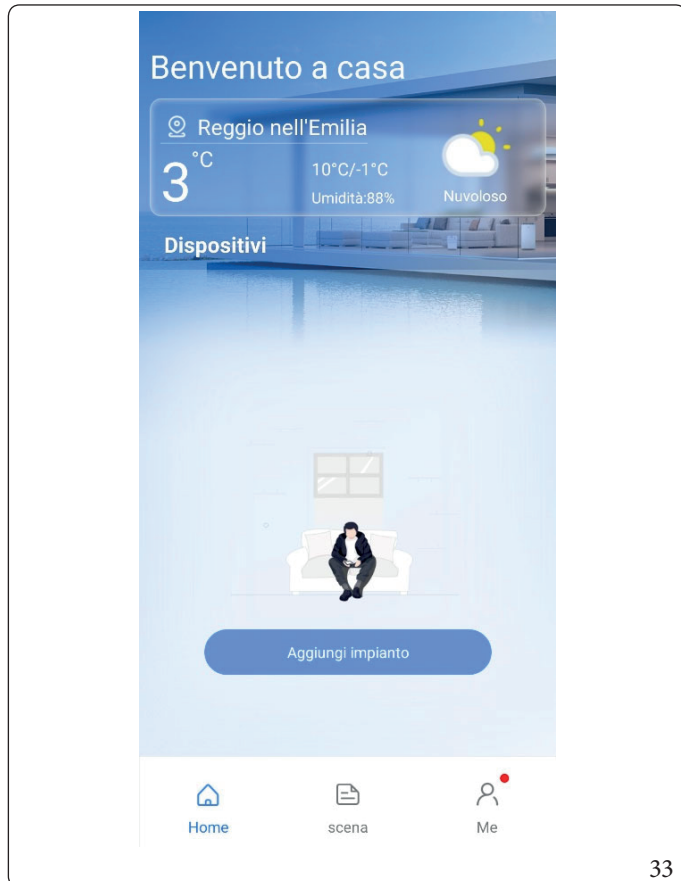 Benvenuto a casa
Reggio nell'Emilia
3°C
10°C/-1°C
Umidità:88%
Nuvoloso
Dispositivi
Aggiungi impianto
Home
scena
Me
33